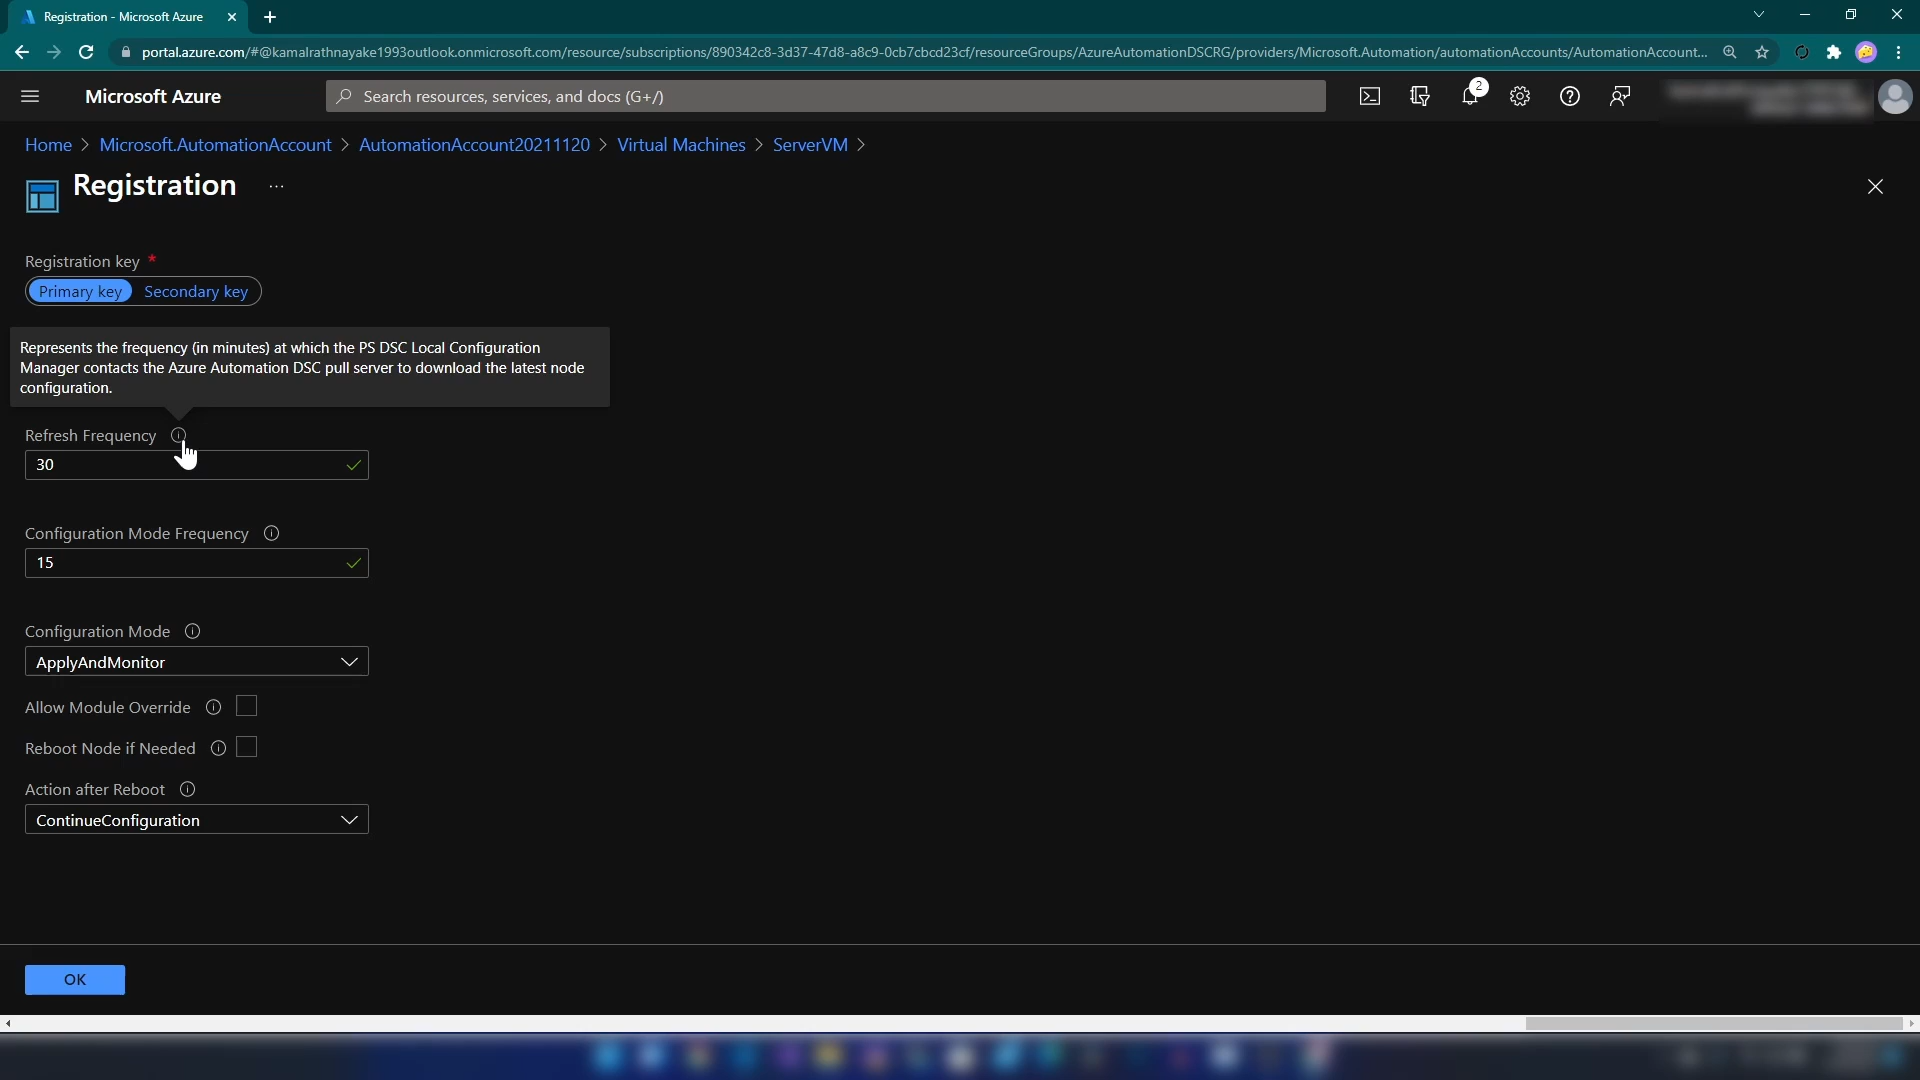 Registration - Microsoft Azure
portal.azure.com/#@kamalrathnayake1993outlook.onmicrosoft.com/resource/subscriptions/890342c8-3d37-47d8-a8c9-0cb7cbcd23cf/resourceGroups/AzureAutomationDSCRG/providers/Microsoft.Automation/automationAccounts/AutomationAccount...
Microsoft Azure
Search resources, services, and docs (G+/)
2
Home > Microsoft.AutomationAccount > AutomationAccount20211120 > Virtual Machines > ServerVM >
Registration ...
Registration key *
Primary key Secondary key
Represents the frequency (in minutes) at which the PS DSC Local Configuration
Manager contacts the Azure Automation DSC pull server to download the latest node
configuration.
Refresh Frequency
30
Configuration Mode Frequency
15
Configuration Mode
ApplyAndMonitor
Allow Module Override
Reboot Node if Needed
Action after Reboot
ContinueConfiguration
OK